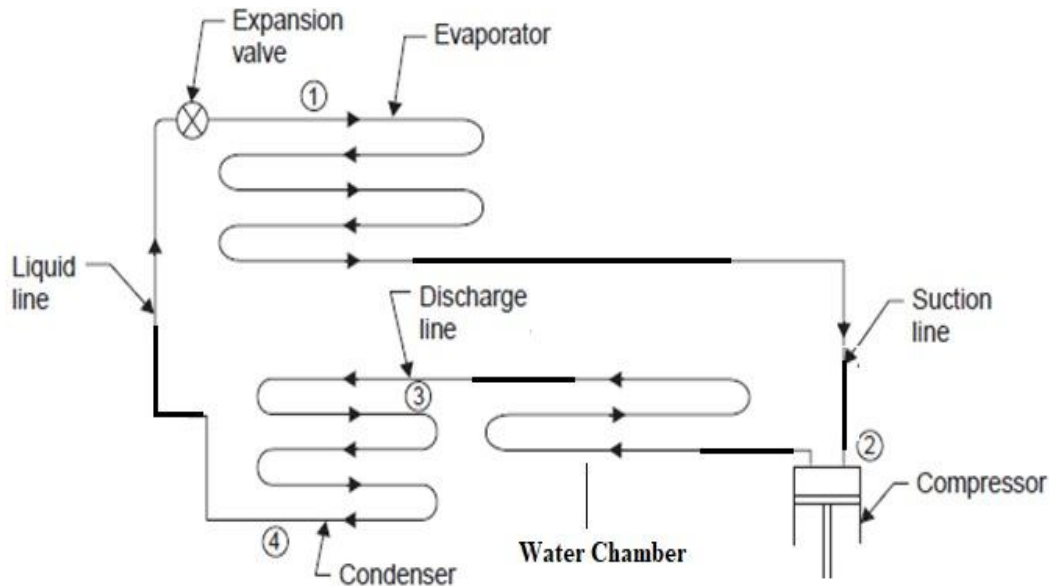 Expansion
valve
Evaporator
①
Liquid
line
Discharge
line
Suction
line
③
②
Compressor
④
Water Chamber
Condenser